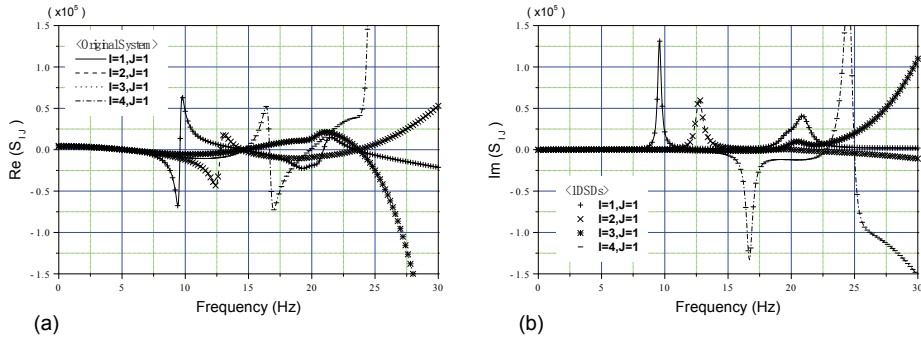 ( x 10⁵ )
1.5
1.0
0.5
0.0
-0.5
-1.0
-1.5
Re (S I J )
<OriginalSystem>
I=1,J=1
I=2,J=1
I=3,J=1
I=4,J=1
0 5 10 15 20 25 30
Frequency (Hz)
(a)
( x 10⁵ )
1.5
1.0
0.5
0.0
-0.5
-1.0
-1.5
Im (S I J )
<1DSDs>
I=1,J=1
I=2,J=1
I=3,J=1
I=4,J=1
0 5 10 15 20 25 30
Frequency (Hz)
(b)